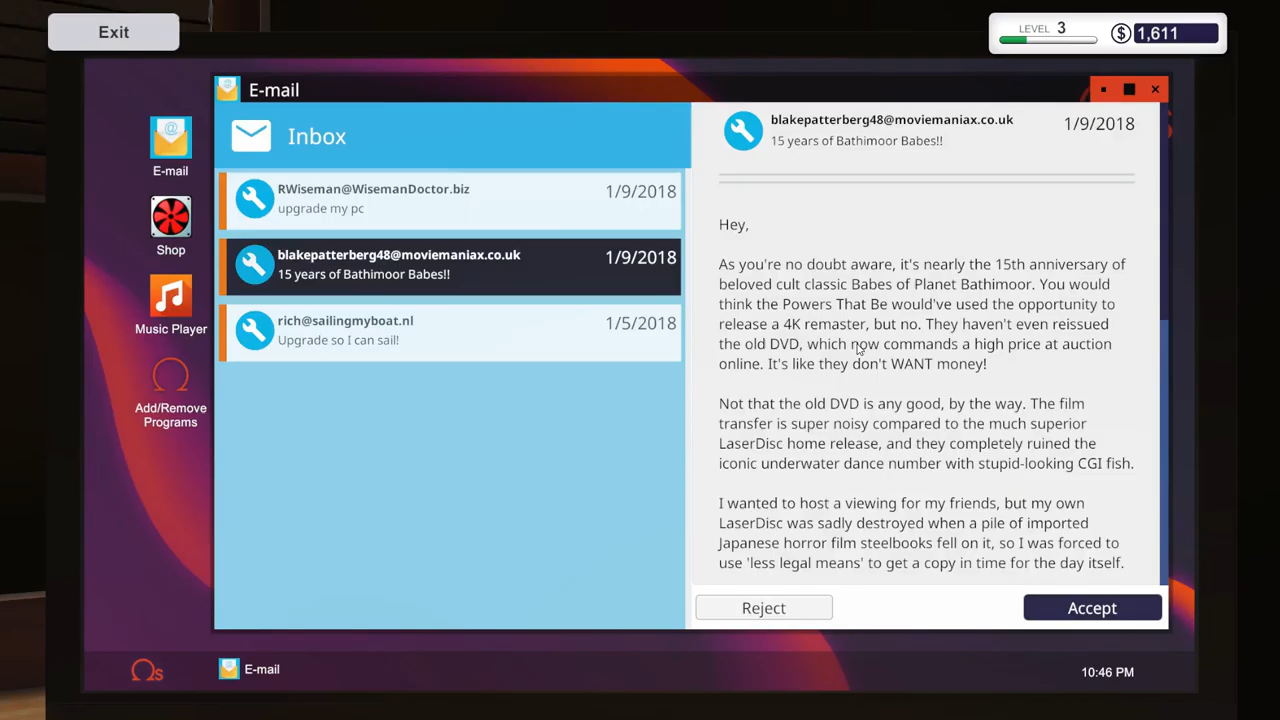 Exit
LEVEL 3
$ 1,611
E-mail
E-mail
Shop
Music Player
Add/Remove
Programs
Inbox
RWiseman@WisemanDoctor.biz
1/9/2018
upgrade my pc
blakepatterberg48@moviemaniax.co.uk
1/9/2018
15 years of Bathimoor Babes!!
rich@sailingmyboat.nl
1/5/2018
Upgrade so I can sail!
blakepatterberg48@moviemaniax.co.uk
1/9/2018
15 years of Bathimoor Babes!!
Hey,
As you're no doubt aware, it's nearly the 15th anniversary of
beloved cult classic Babes of Planet Bathimoor. You would
think the Powers That Be would've used the opportunity to
release a 4K remaster, but no. They haven't even reissued
the old DVD, which now commands a high price at auction
online. It's like they don't WANT money!
Not that the old DVD is any good, by the way. The film
transfer is super noisy compared to the much superior
LaserDisc home release, and they completely ruined the
iconic underwater dance number with stupid-looking CGI fish.
I wanted to host a viewing for my friends, but my own
LaserDisc was sadly destroyed when a pile of imported
Japanese horror film steelbooks fell on it, so I was forced to
use 'less legal means' to get a copy in time for the day itself.
Reject
Accept
Ωs
E-mail
10:46 PM